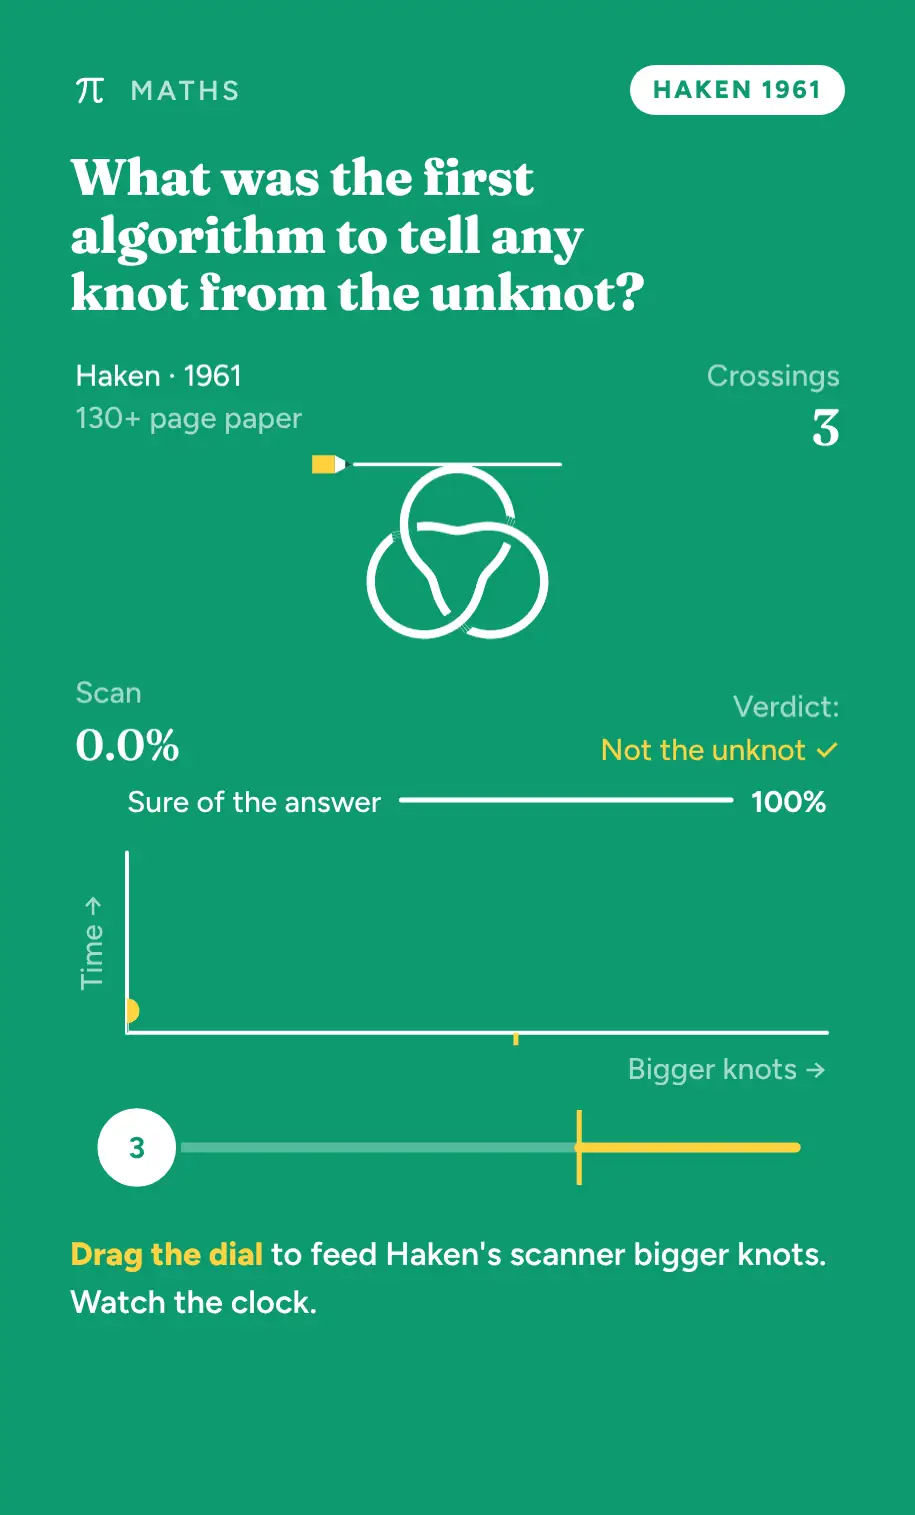 π MATHS
HAKEN 1961
What was the first
algorithm to tell any
knot from the unknot?
Haken · 1961
130+ page paper
Crossings
3
Scan
0.0%
Verdict:
Not the unknot ✓
Sure of the answer 100%
Time →
Bigger knots →
3
Drag the dial to feed Haken's scanner bigger knots.
Watch the clock.